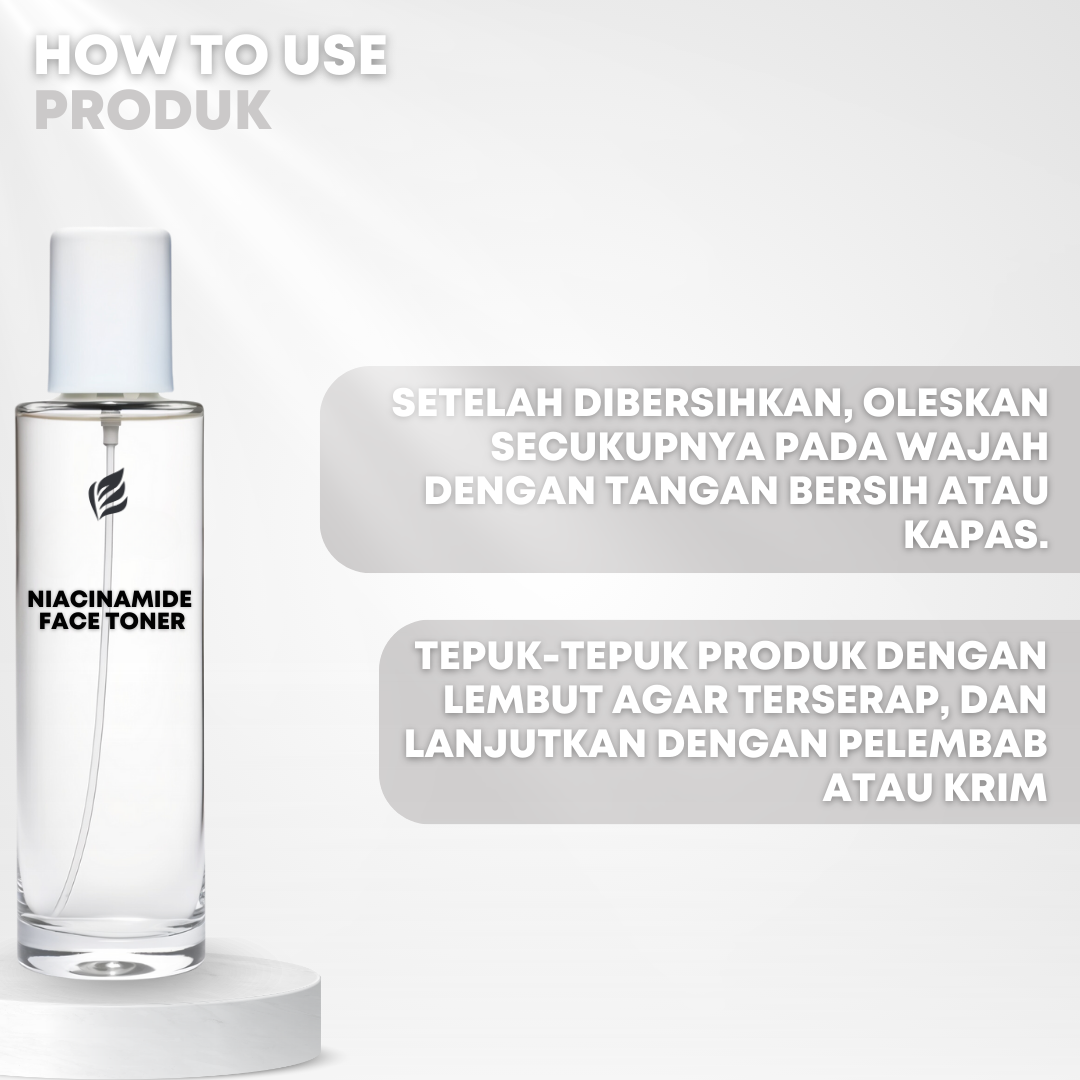 HOW TO USE
PRODUK
SETELAH DIBERSIHKAN, OLESKAN
SECUKUPNYA PADA WAJAH
DENGAN TANGAN BERSIH ATAU
KAPAS.
NIACINAMIDE
FACE TONER
TEPUK-TEPUK PRODUK DENGAN
LEMBUT AGAR TERSERAP, DAN
LANJUTKAN DENGAN PELEMBAB
ATAU KRIM